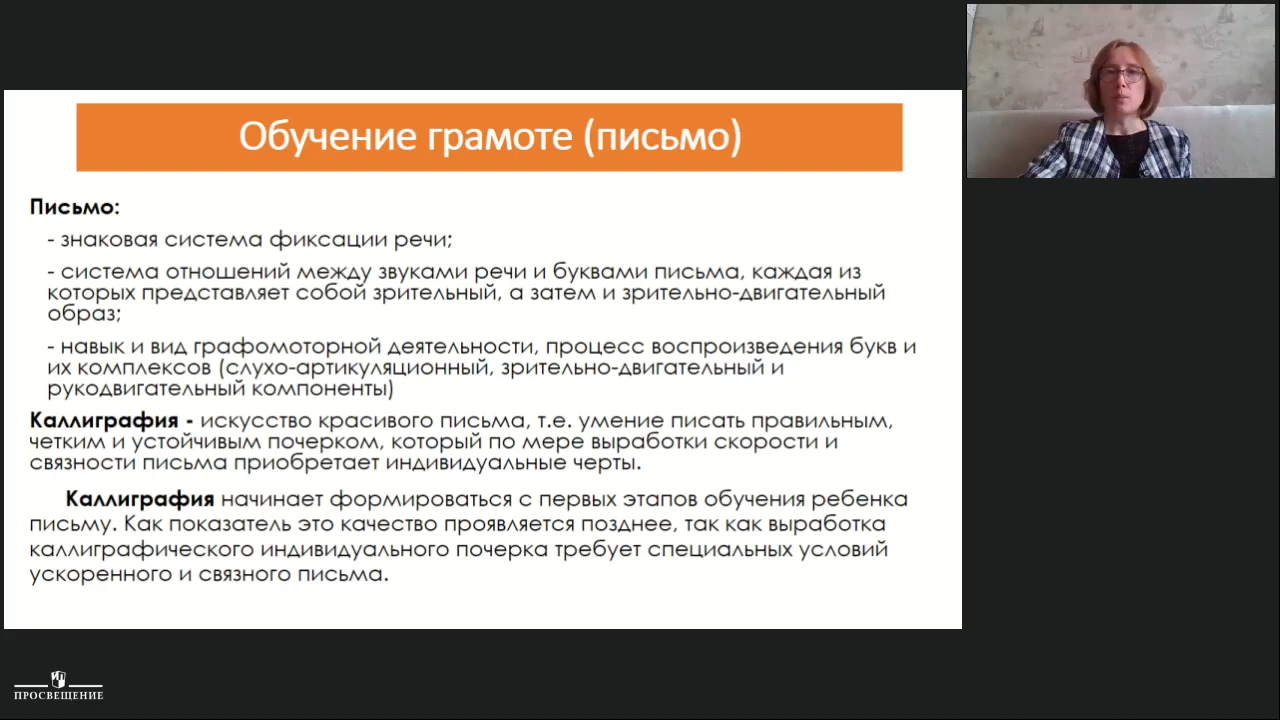 Обучение грамоте (письмо)
Письмо:
- знаковая система фиксации речи;
- система отношений между звуками речи и буквами письма, каждая из
которых представляет собой зрительный, а затем и зрительно-двигательный
образ;
- навык и вид графомоторной деятельности, процесс воспроизведения букв и
их комплексов (слухо-артикуляционный, зрительно-двигательный и
рукодвигательный компоненты)
Каллиграфия - искусство красивого письма, т.е. умение писать правильным,
четким и устойчивым почерком, который по мере выработки скорости и
связности письма приобретает индивидуальные черты.
Каллиграфия начинает формироваться с первых этапов обучения ребенка
письму. Как показатель это качество проявляется позднее, так как выработка
каллиграфического индивидуального почерка требует специальных условий
ускоренного и связного письма.
ПРОСВЕЩЕНИЕ